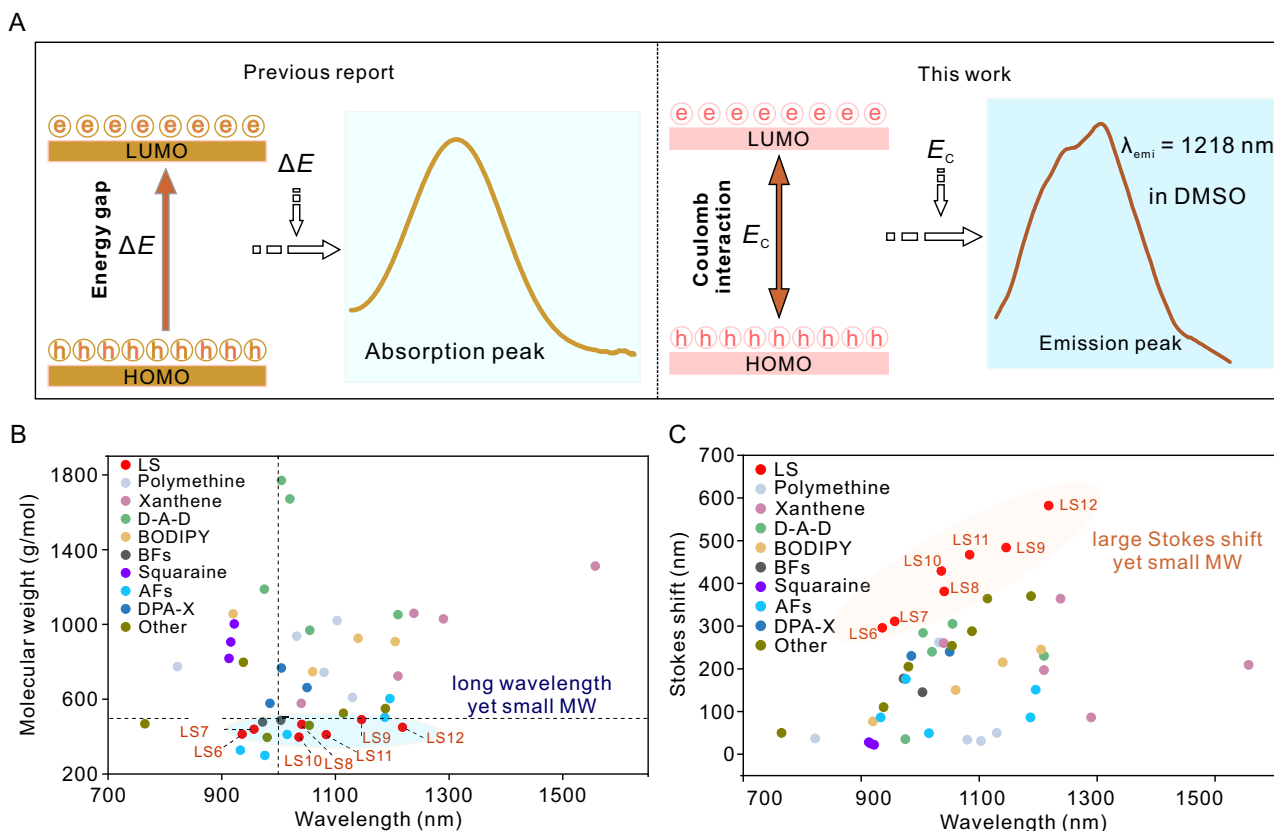 A
Previous report
This work
e e e e e e e e
LUMO
Energy gap
ΔE
ΔE
h h h h h h h h h
HOMO
Absorption peak
e e e e e e e e
LUMO
Coulomb
interaction
E_C
E_C
h h h h h h h h h
HOMO
λ_emi = 1218 nm
in DMSO
Emission peak
B
Molecular weight (g/mol)
1800
1400
1000
600
200
700
900
1100
1300
1500
Wavelength (nm)
LS
Polymethine
Xanthene
D-A-D
BODIPY
BFs
Squaraine
AFs
DPA-X
Other
long wavelength
yet small MW
LS7
LS6
LS10
LS8
LS11
LS9
LS12
C
Stokes shift (nm)
700
600
500
400
300
200
100
0
700
900
1100
1300
1500
Wavelength (nm)
LS
Polymethine
Xanthene
D-A-D
BODIPY
BFs
Squaraine
AFs
DPA-X
Other
LS12
LS11
LS9
LS10
LS8
LS7
LS6
large Stokes shift
yet small MW